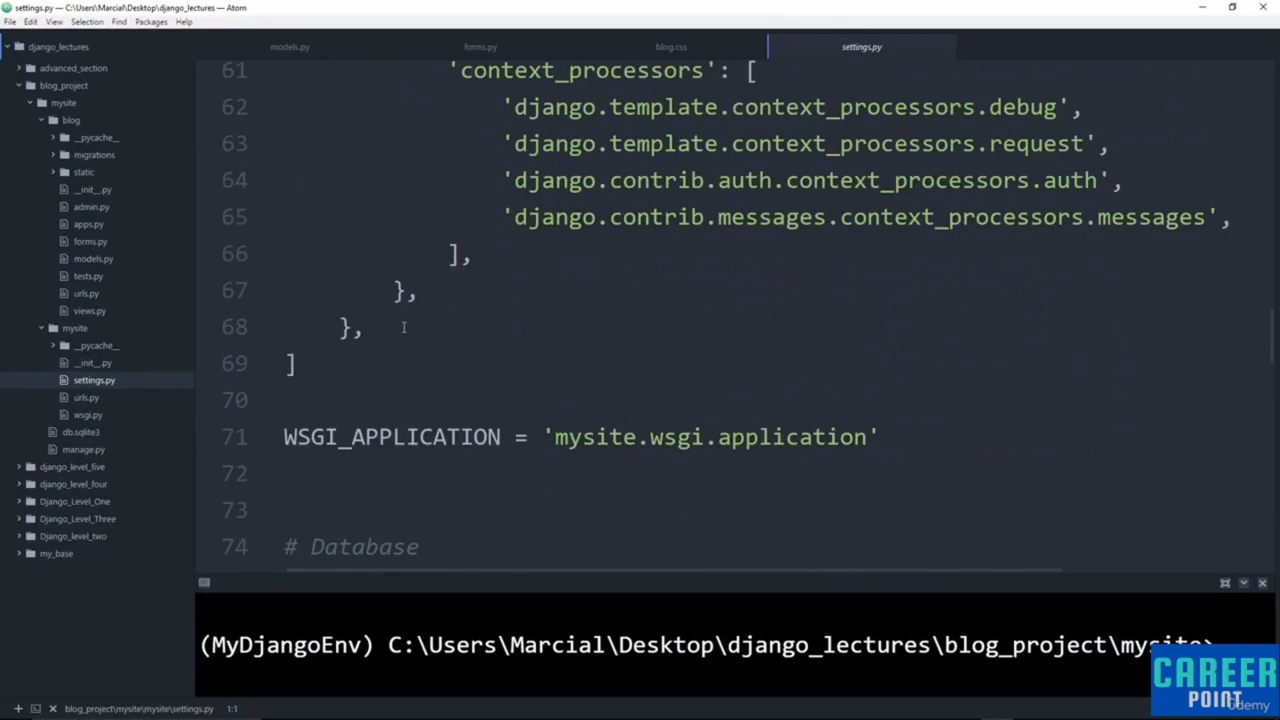 settings.py — C:\Users\Marcial\Desktop\django_lectures — Atom
File Edit View Selection Find Packages Help
django_lectures
advanced_section
blog_project
mysite
blog
__pycache__
migrations
static
__init__.py
admin.py
apps.py
forms.py
models.py
tests.py
urls.py
views.py
mysite
__pycache__
__init__.py
settings.py
urls.py
wsgi.py
db.sqlite3
manage.py
django_level_five
django_level_four
Django_Level_One
Django_Level_Three
Django_level_two
my_base
models.py forms.py blog.css settings.py
61 'context_processors': [
62 'django.template.context_processors.debug',
63 'django.template.context_processors.request',
64 'django.contrib.auth.context_processors.auth',
65 'django.contrib.messages.context_processors.messages',
66 ],
67 },
68 },
69 ]
70
71 WSGI_APPLICATION = 'mysite.wsgi.application'
72
73
74 # Database
(MyDjangoEnv) C:\Users\Marcial\Desktop\django_lectures\blog_project\mysite>
CAREER
POINT
Udemy
blog_project\mysite\mysite\settings.py 1:1